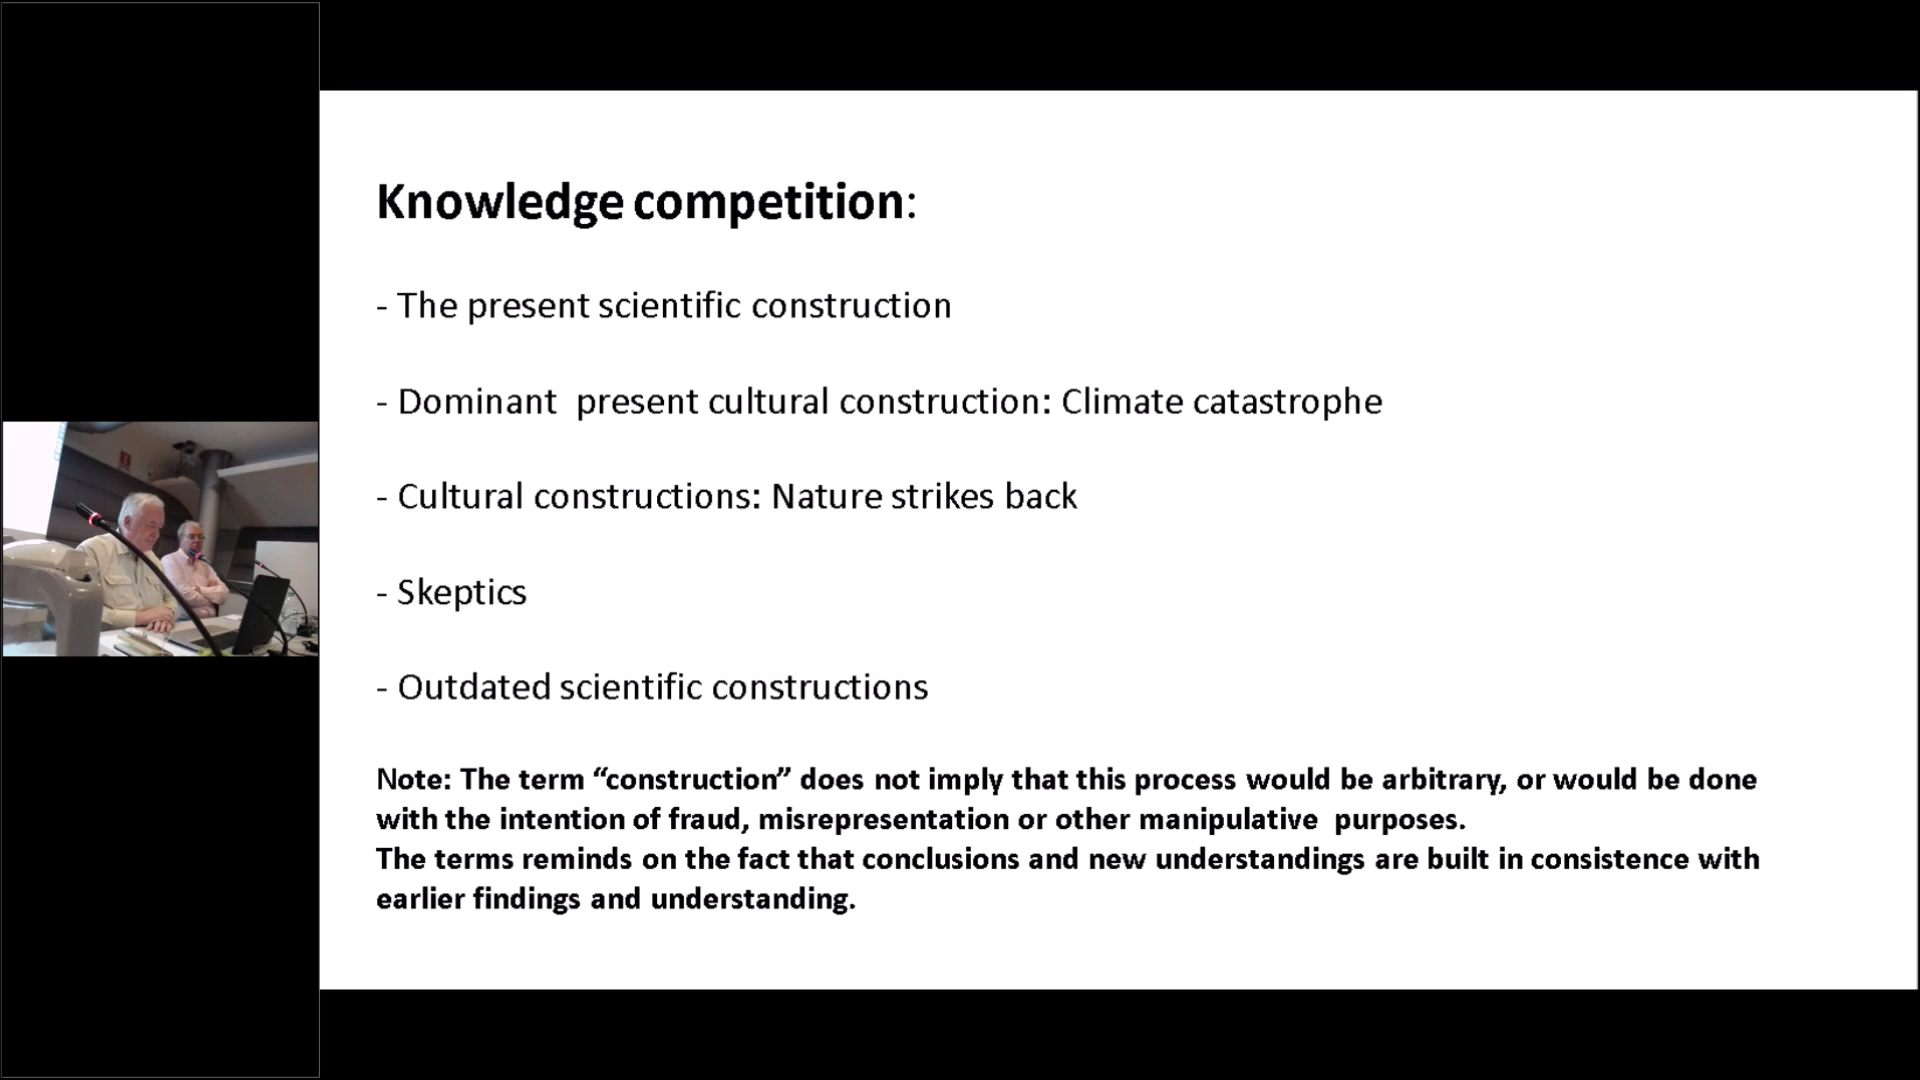 Knowledge competition:
- The present scientific construction
- Dominant present cultural construction: Climate catastrophe
- Cultural constructions: Nature strikes back
- Skeptics
- Outdated scientific constructions
Note: The term “construction” does not imply that this process would be arbitrary, or would be done
with the intention of fraud, misrepresentation or other manipulative purposes.
The terms reminds on the fact that conclusions and new understandings are built in consistence with
earlier findings and understanding.